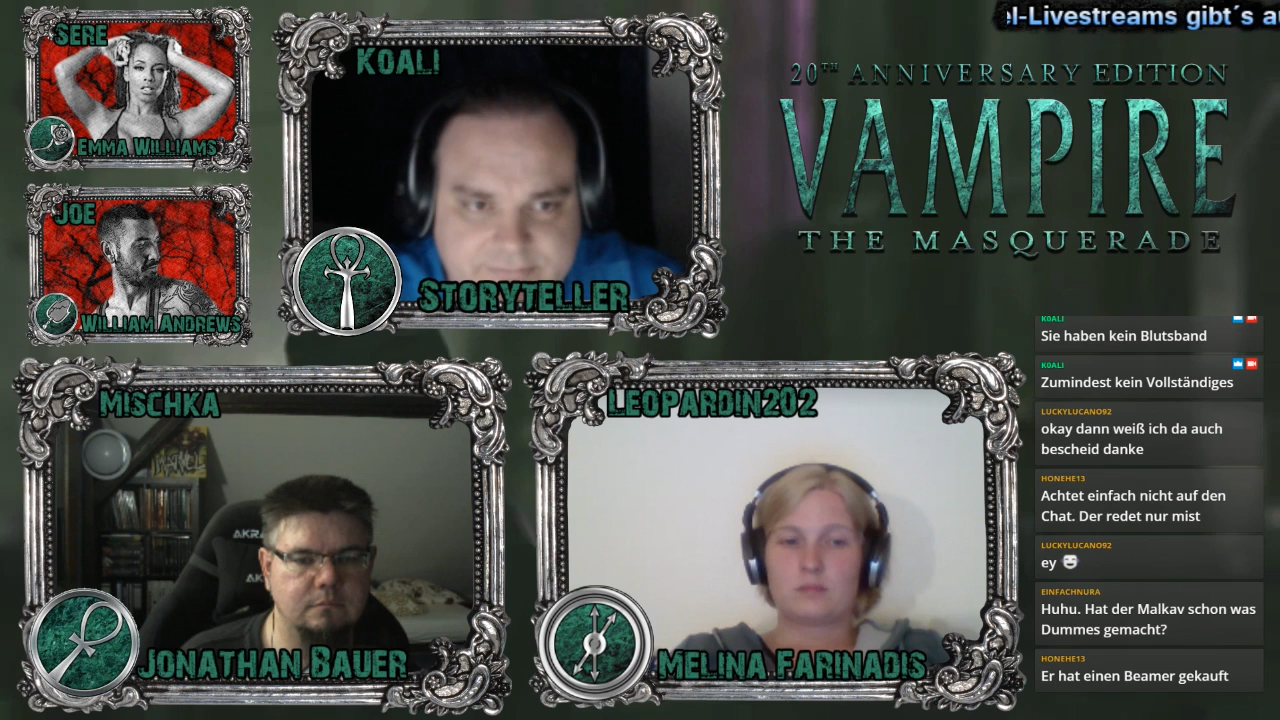 -Livestreams gibt´s
SERE
EMMA WILLIAMS
JOE
WILLIAM ANDREWS
KOALI
STORYTELLER
20TH ANNIVERSARY EDITION
VAMPIRE
THE MASQUERADE
MISCHKA
AKRA
JONATHAN BAUER
LEOPARDIN202
MELINA FARINADIS
KOALI
Sie haben kein Blutsband
KOALI
Zumindest kein Vollständiges
LUCKYLUCANO92
okay dann weiß ich da auch
bescheid danke
HONEHE13
Achtet einfach nicht auf den
Chat. Der redet nur mist
LUCKYLUCANO92
ey
EINFACHNURA
Huhu. Hat der Malkav schon was
Dummes gemacht?
HONEHE13
Er hat einen Beamer gekauft